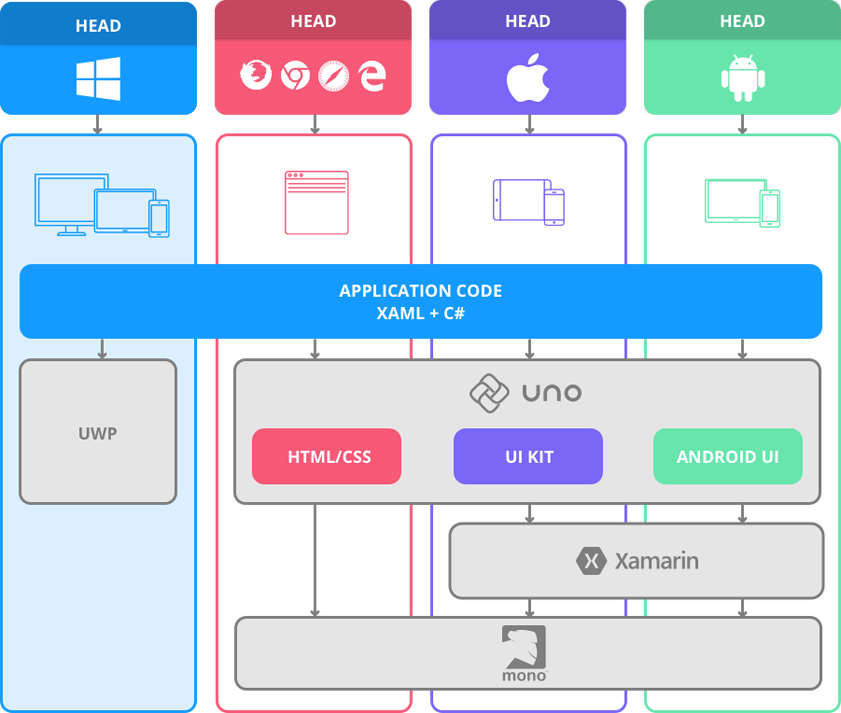 HEAD
HEAD
HEAD
HEAD
APPLICATION CODE
XAML + C#
UWP
uno
HTML/CSS
UI KIT
ANDROID UI
Xamarin
mono